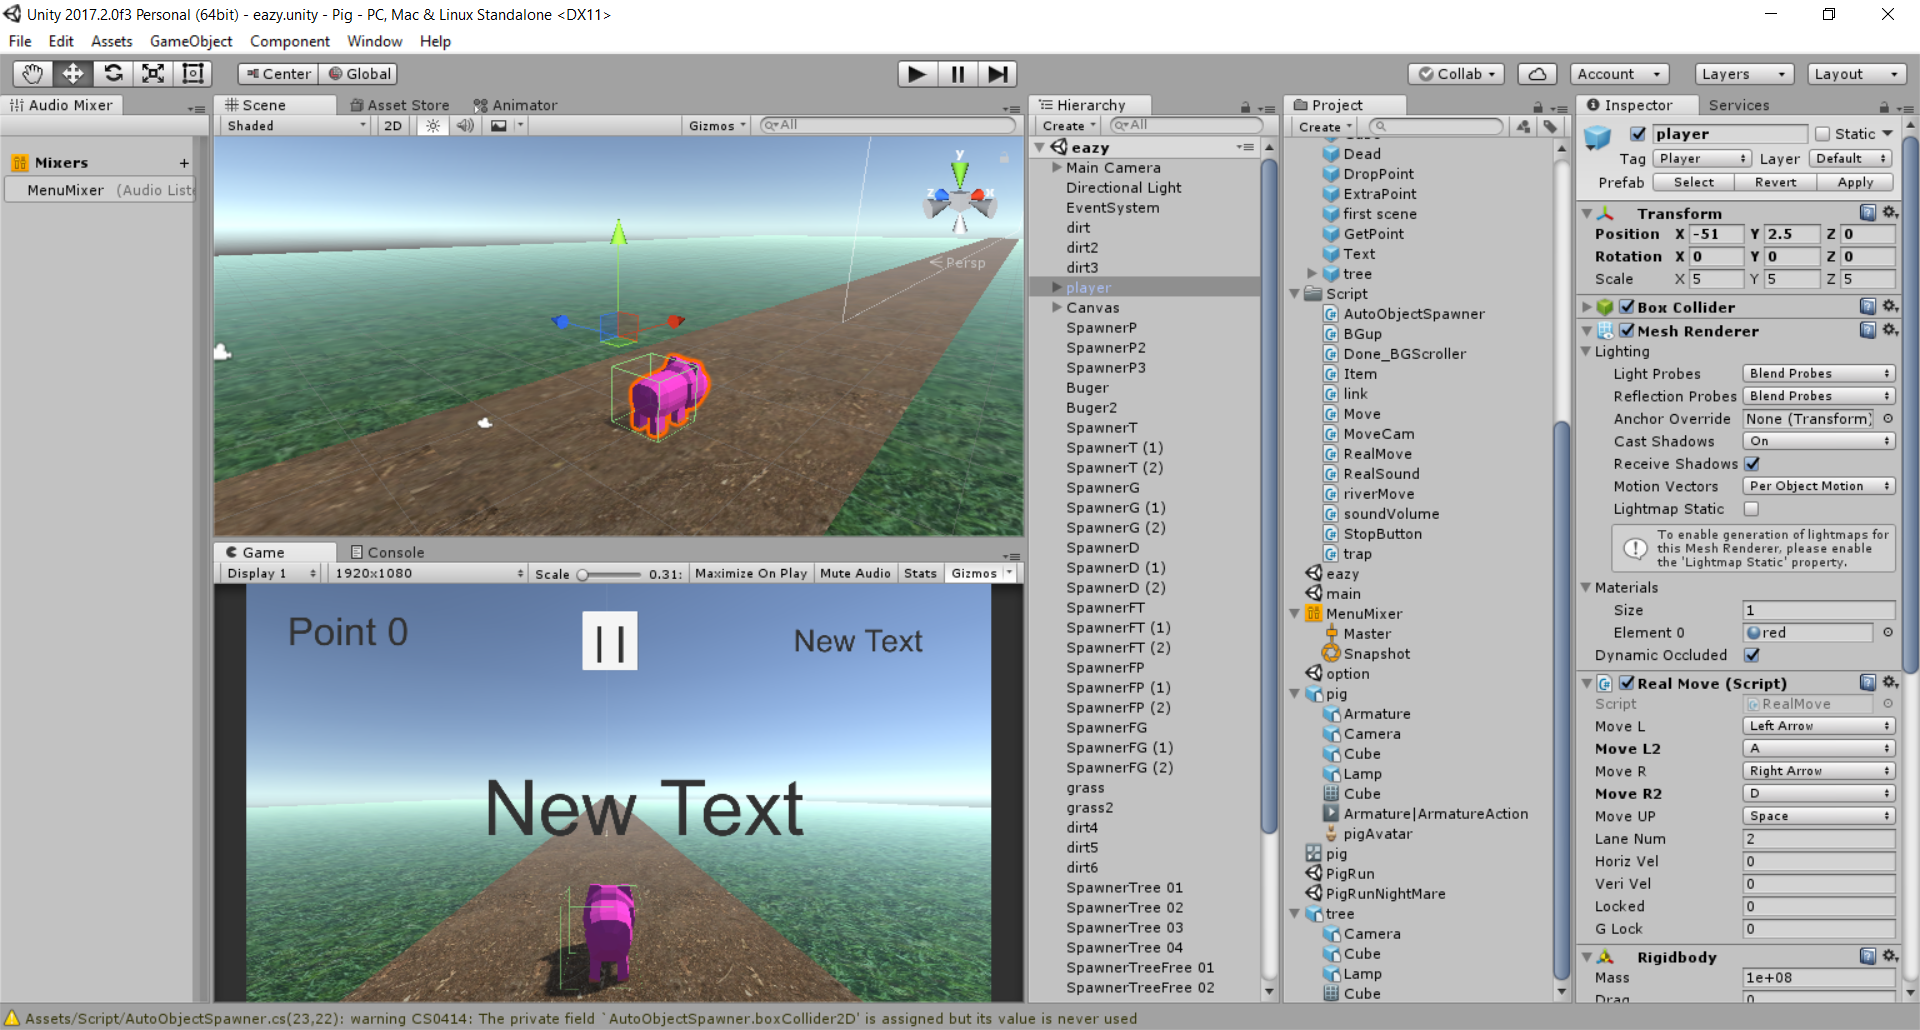 Unity 2017.2.0f3 Personal (64bit) - eazy.unity - Pig - PC, Mac & Linux Standalone <DX11>
File Edit Assets GameObject Component Window Help
Center Global Collab Account Layers Layout
Audio Mixer
Mixers +
MenuMixer (Audio List
Scene Asset Store Animator
Shaded 2D Gizmos All
y
z x
Persp
Game Console
Display 1 1920x1080 Scale 0.31: Maximize On Play Mute Audio Stats Gizmos
Point 0
New Text
New Text
Hierarchy
Create All
eazy
Main Camera
Directional Light
EventSystem
dirt
dirt2
dirt3
player
Canvas
SpawnerP
SpawnerP2
SpawnerP3
Buger
Buger2
SpawnerT
SpawnerT (1)
SpawnerT (2)
SpawnerG
SpawnerG (1)
SpawnerG (2)
SpawnerD
SpawnerD (1)
SpawnerD (2)
SpawnerFT
SpawnerFT (1)
SpawnerFT (2)
SpawnerFP
SpawnerFP (1)
SpawnerFP (2)
SpawnerFG
SpawnerFG (1)
SpawnerFG (2)
grass
grass2
dirt4
dirt5
dirt6
SpawnerTree 01
SpawnerTree 02
SpawnerTree 03
SpawnerTree 04
SpawnerTreeFree 01
SpawnerTreeFree 02
Project
Create
Dead
DropPoint
ExtraPoint
first scene
GetPoint
Text
tree
Script
AutoObjectSpawner
BGup
Done_BGScroller
Item
link
Move
MoveCam
RealMove
RealSound
riverMove
soundVolume
StopButton
trap
eazy
main
MenuMixer
Master
Snapshot
option
pig
Armature
Camera
Cube
Lamp
Cube
Armature|ArmatureAction
pigAvatar
pig
PigRun
PigRunNightMare
tree
Camera
Cube
Lamp
Cube
Inspector Services
player Static
Tag Player Layer Default
Prefab Select Revert Apply
Transform
Position X -51 Y 2.5 Z 0
Rotation X 0 Y 0 Z 0
Scale X 5 Y 5 Z 5
Box Collider
Mesh Renderer
Lighting
Light Probes Blend Probes
Reflection Probes Blend Probes
Anchor Override None (Transform)
Cast Shadows On
Receive Shadows
Motion Vectors Per Object Motion
Lightmap Static
To enable generation of lightmaps for
this Mesh Renderer, please enable
the 'Lightmap Static' property.
Materials
Size 1
Element 0 red
Dynamic Occluded
Real Move (Script)
Script RealMove
Move L Left Arrow
Move L2 A
Move R Right Arrow
Move R2 D
Move UP Space
Lane Num 2
Horiz Vel 0
Veri Vel 0
Locked 0
G Lock 0
Rigidbody
Mass 1e+08
Drag 0
Assets/Script/AutoObjectSpawner.cs(23,22): warning CS0414: The private field `AutoObjectSpawner.boxCollider2D' is assigned but its value is never used